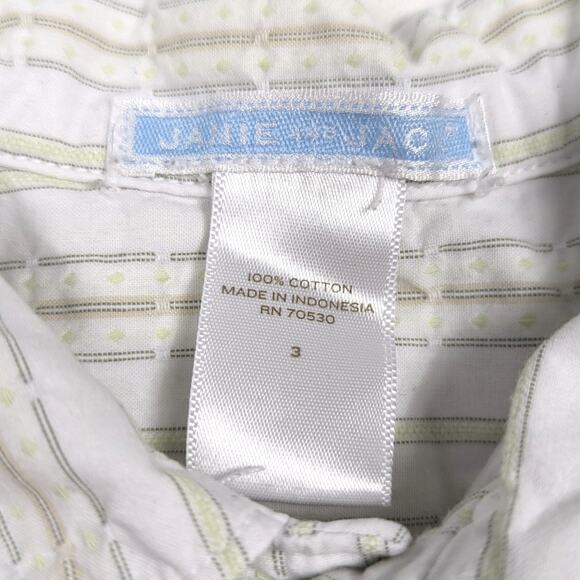 JANIE AND JACK
100% COTTON
MADE IN INDONESIA
RN 70530
3